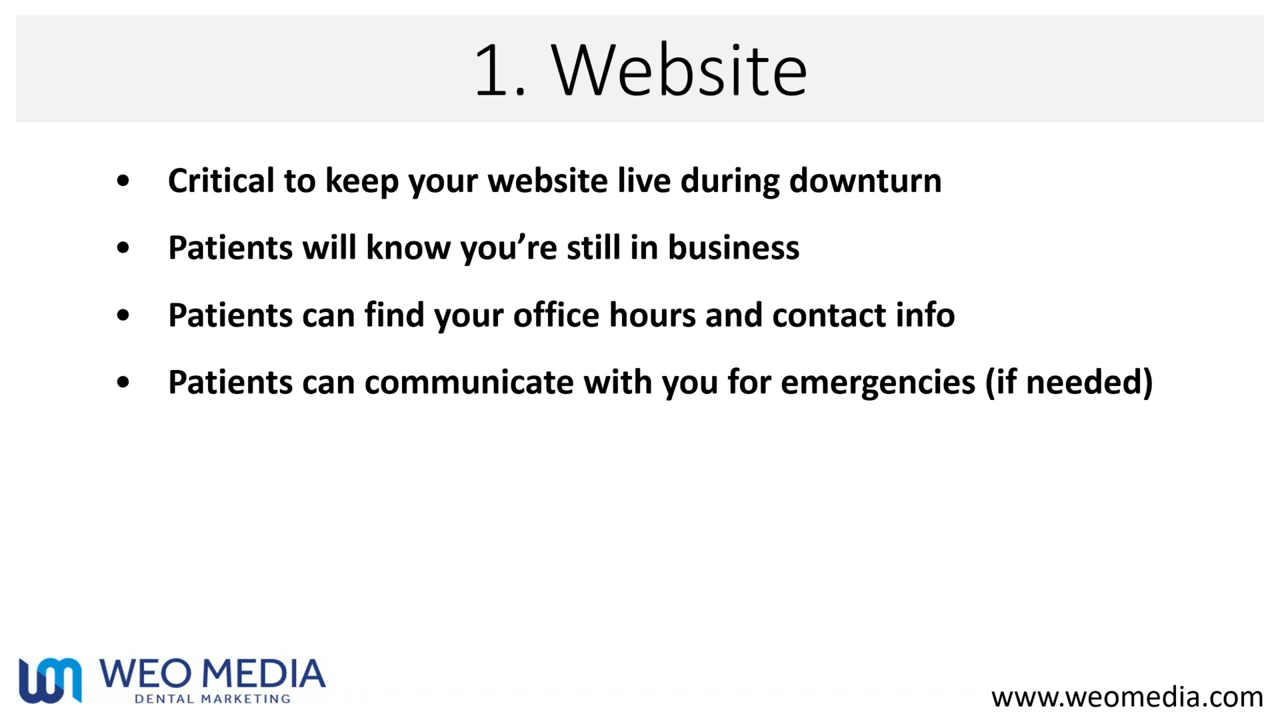 1. Website
• Critical to keep your website live during downturn
• Patients will know you’re still in business
• Patients can find your office hours and contact info
• Patients can communicate with you for emergencies (if needed)
WEO MEDIA
DENTAL MARKETING
www.weomedia.com